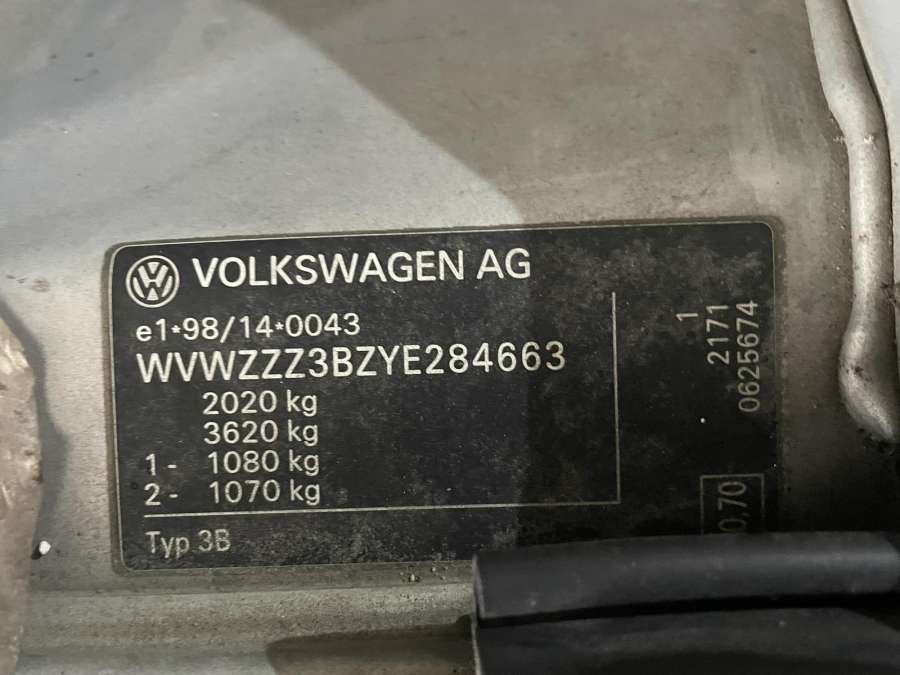 VOLKSWAGEN AG
e1*98/14*0043
WVWZZZ3BZYE284663
2020 kg
3620 kg
1- 1080 kg
2- 1070 kg
Typ 3B
1
2171
0625674
0,70